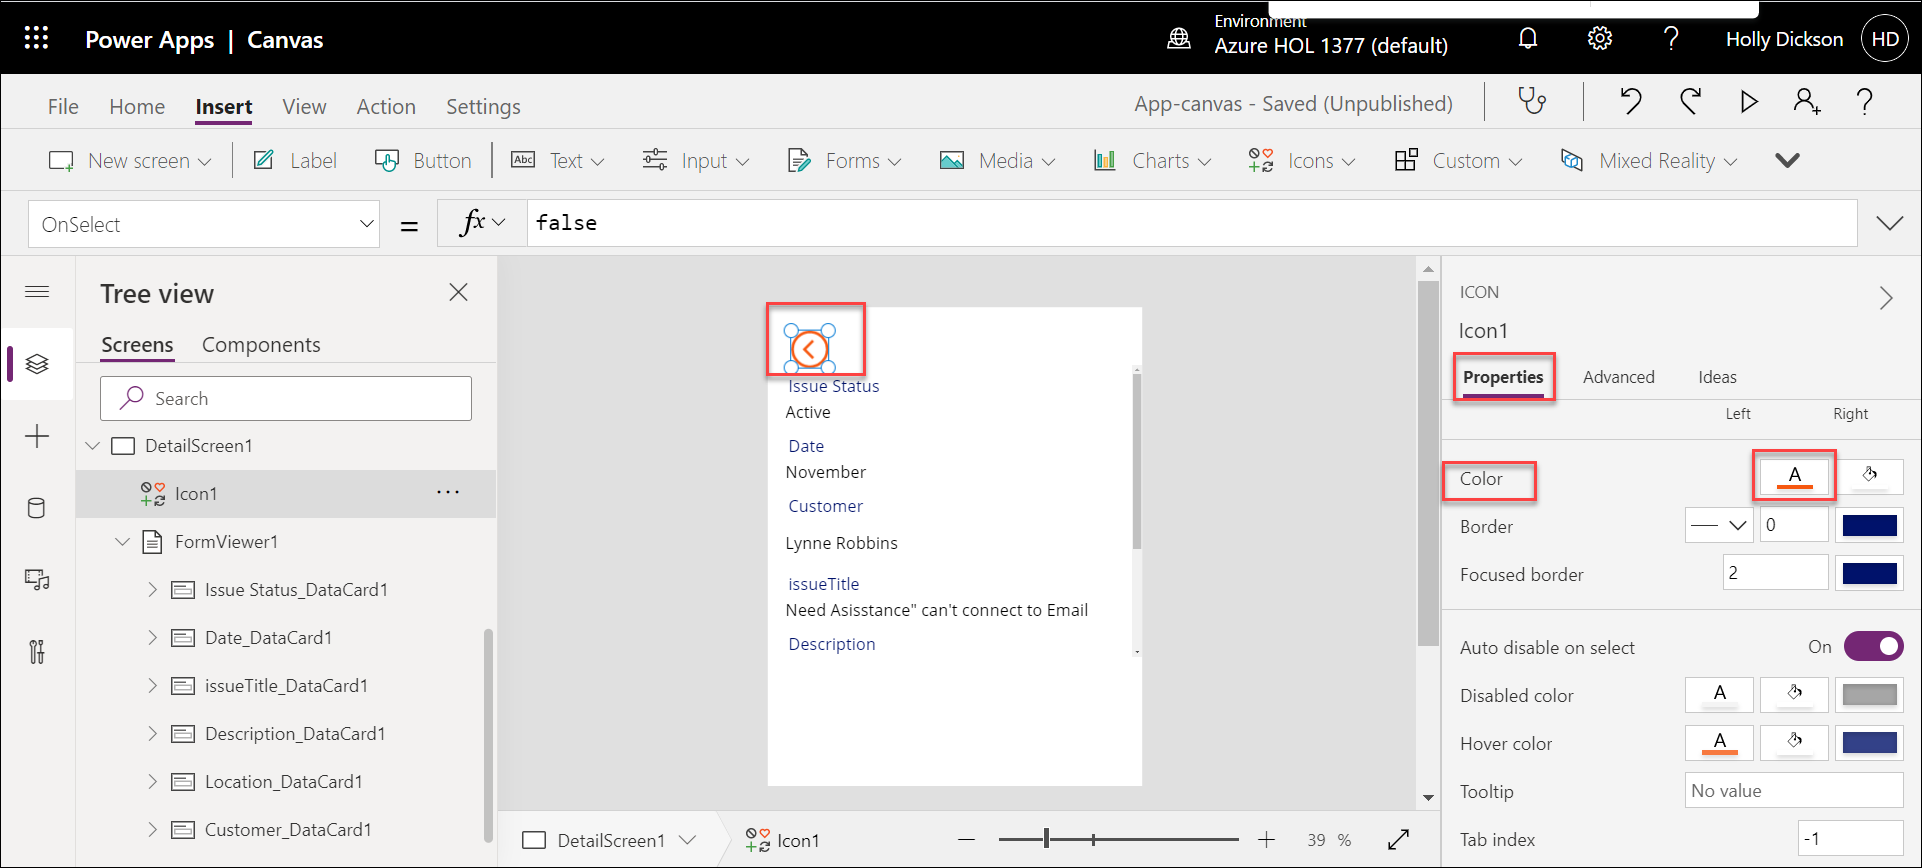 Power Apps | Canvas
Environment
Azure HOL 1377 (default)
?
Holly Dickson
HD
File
Home
Insert
View
Action
Settings
App-canvas - Saved (Unpublished)
?
New screen
Label
Button
Abc
Text
Input
Forms
Media
Charts
Icons
Custom
Mixed Reality
OnSelect
=
fx
false
Tree view
Screens
Components
Search
DetailScreen1
Icon1
...
FormViewer1
Issue Status_DataCard1
Date_DataCard1
issueTitle_DataCard1
Description_DataCard1
Location_DataCard1
Customer_DataCard1
Issue Status
Active
Date
November
Customer
Lynne Robbins
issueTitle
Need Asisstance" can't connect to Email
Description
DetailScreen1
Icon1
39 %
ICON
Icon1
Properties
Advanced
Ideas
Left
Right
Color
A
Border
0
Focused border
2
Auto disable on select
On
Disabled color
A
Hover color
A
Tooltip
No value
Tab index
-1